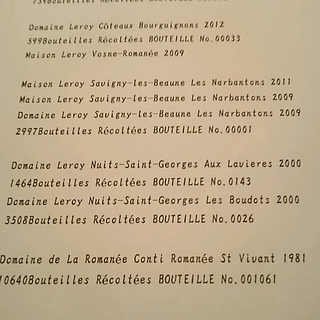 Bouteilles Récoltées
Domaine Leroy Côteaux Bourguignons 2012
599Bouteilles Récoltées BOUTEILLE No.00033
Maison Leroy Vosne-Romanée 2009
Maison Leroy Savigny-les-Beaune Les Narbantons 2011
Maison Leroy Savigny-les-Beaune Les Narbantons 2009
Domaine Leroy Savigny-les-Beaune Les Narbantons 2009
2997Bouteilles Récoltées BOUTEILLE No.00001
Domaine Leroy Nuits-Saint-Georges Aux Lavieres 2000
1464Bouteilles Récoltées BOUTEILLE No.0143
Domaine Leroy Nuits-Saint-Georges Les Boudots 2000
3508Bouteilles Récoltées BOUTEILLE No.0026
Domaine de La Romanée Conti Romanée St Vivant 1981
10640Bouteilles Récoltées BOUTEILLE No.001061